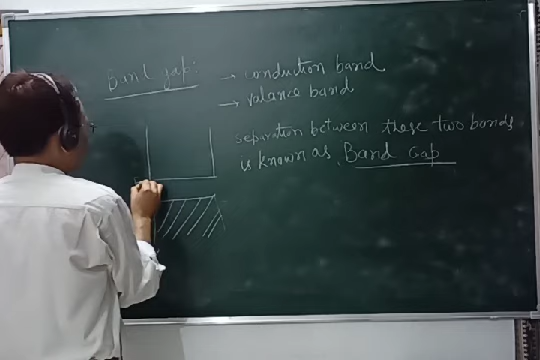 Band gap:
→ conduction band
→ valance band
separation between these two bands
is known as Band Gap